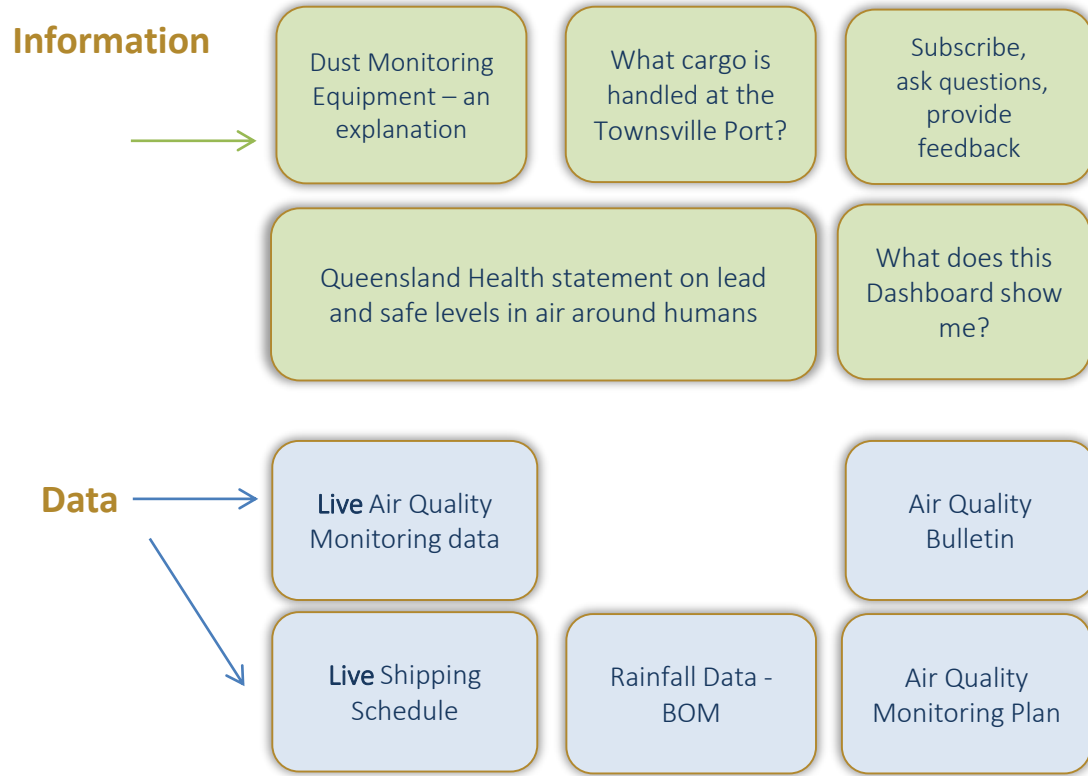 Information
Dust Monitoring
Equipment – an
explanation
What cargo is
handled at the
Townsville Port?
Subscribe,
ask questions,
provide
feedback
Queensland Health statement on lead
and safe levels in air around humans
What does this
Dashboard show
me?
Data
Live Air Quality
Monitoring data
Air Quality
Bulletin
Live Shipping
Schedule
Rainfall Data -
BOM
Air Quality
Monitoring Plan